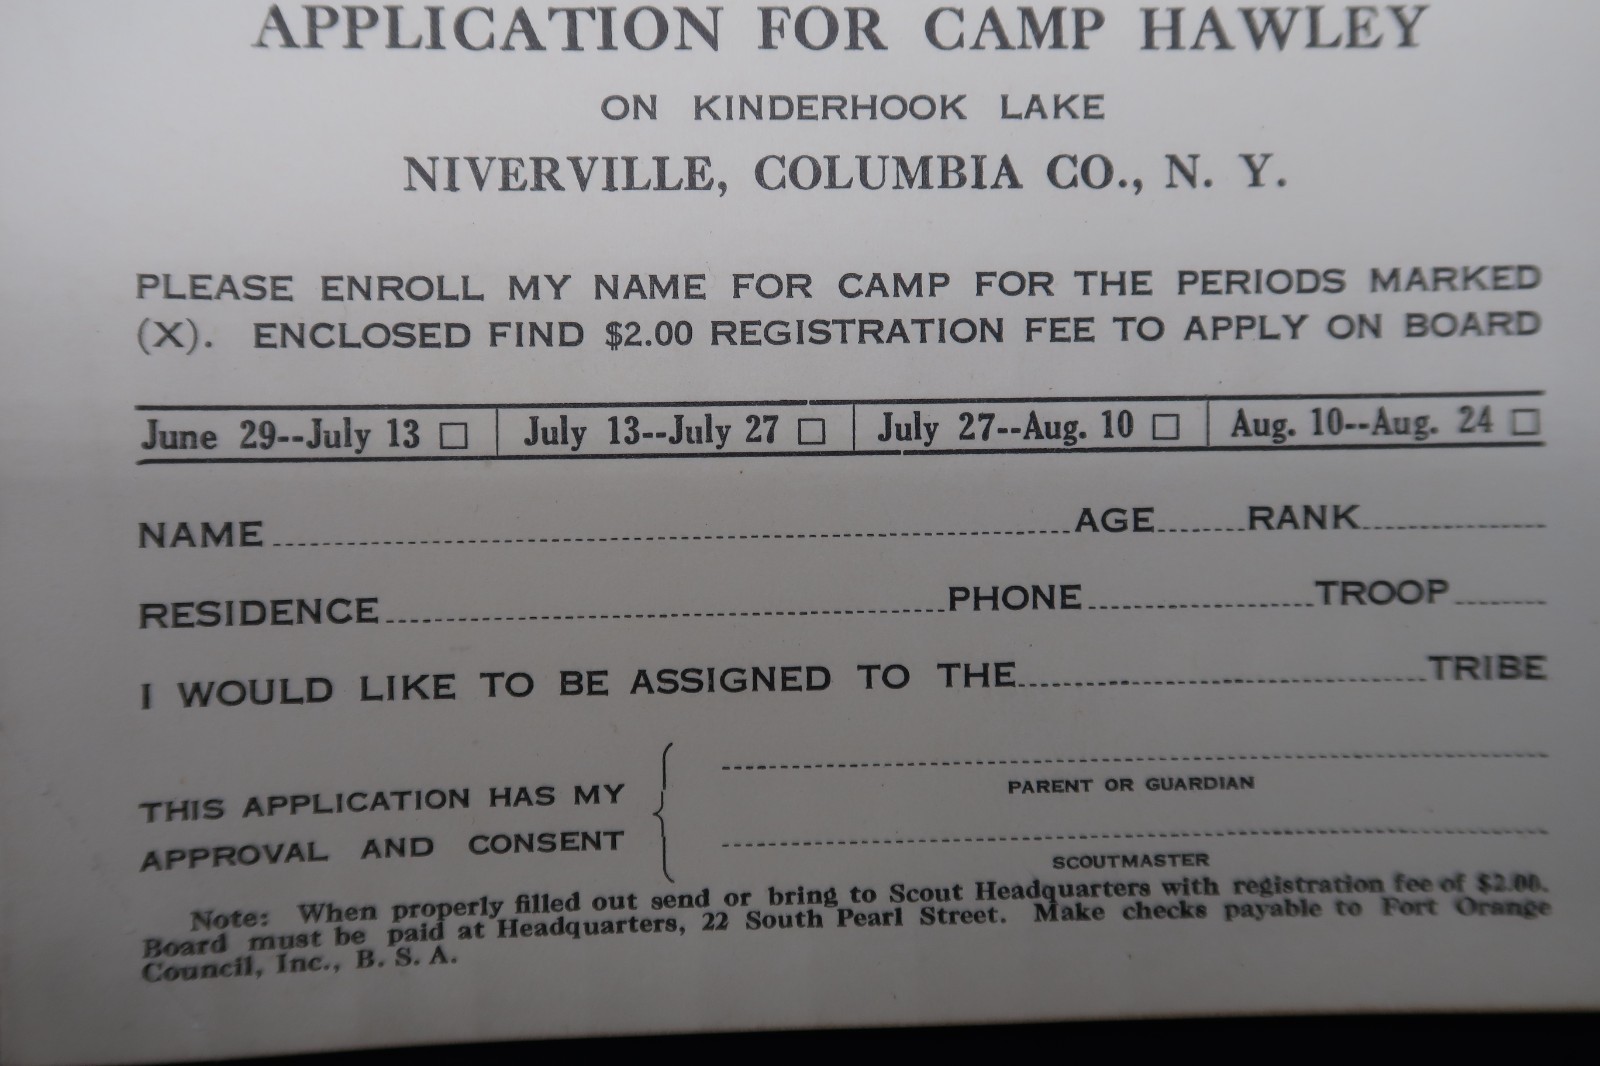 APPLICATION FOR CAMP HAWLEY
ON KINDERHOOK LAKE
NIVERVILLE, COLUMBIA CO., N. Y.
PLEASE ENROLL MY NAME FOR CAMP FOR THE PERIODS MARKED
(X). ENCLOSED FIND $2.00 REGISTRATION FEE TO APPLY ON BOARD
June 29--July 13 □ July 13--July 27 □ July 27--Aug. 10 □ Aug. 10--Aug. 24 □
NAME AGE RANK
RESIDENCE PHONE TROOP
I WOULD LIKE TO BE ASSIGNED TO THE TRIBE
THIS APPLICATION HAS MY
APPROVAL AND CONSENT
PARENT OR GUARDIAN
SCOUTMASTER
Note: When properly filled out send or bring to Scout Headquarters with registration fee of $2.00.
Board must be paid at Headquarters, 22 South Pearl Street. Make checks payable to Fort Orange
Council, Inc., B. S. A.